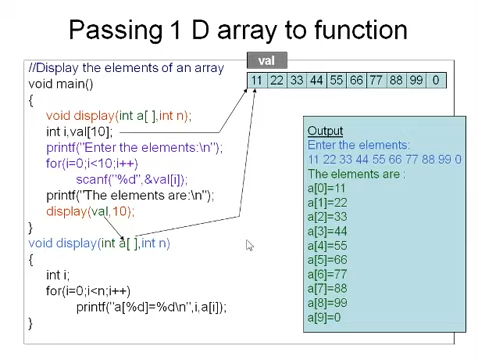 Passing 1 D array to function
//Display the elements of an array
void main()
{
void display(int a[ ],int n);
int i,val[10];
printf("Enter the elements:\n");
for(i=0;i<10;i++)
scanf("%d",&val[i]);
printf("The elements are:\n");
display(val,10);
}
void display(int a[ ],int n)
{
int i;
for(i=0;i<n;i++)
printf("a[%d]=%d\n",i,a[i]);
}
val
11 22 33 44 55 66 77 88 99 0
Output
Enter the elements:
11 22 33 44 55 66 77 88 99 0
The elements are :
a[0]=11
a[1]=22
a[2]=33
a[3]=44
a[4]=55
a[5]=66
a[6]=77
a[7]=88
a[8]=99
a[9]=0